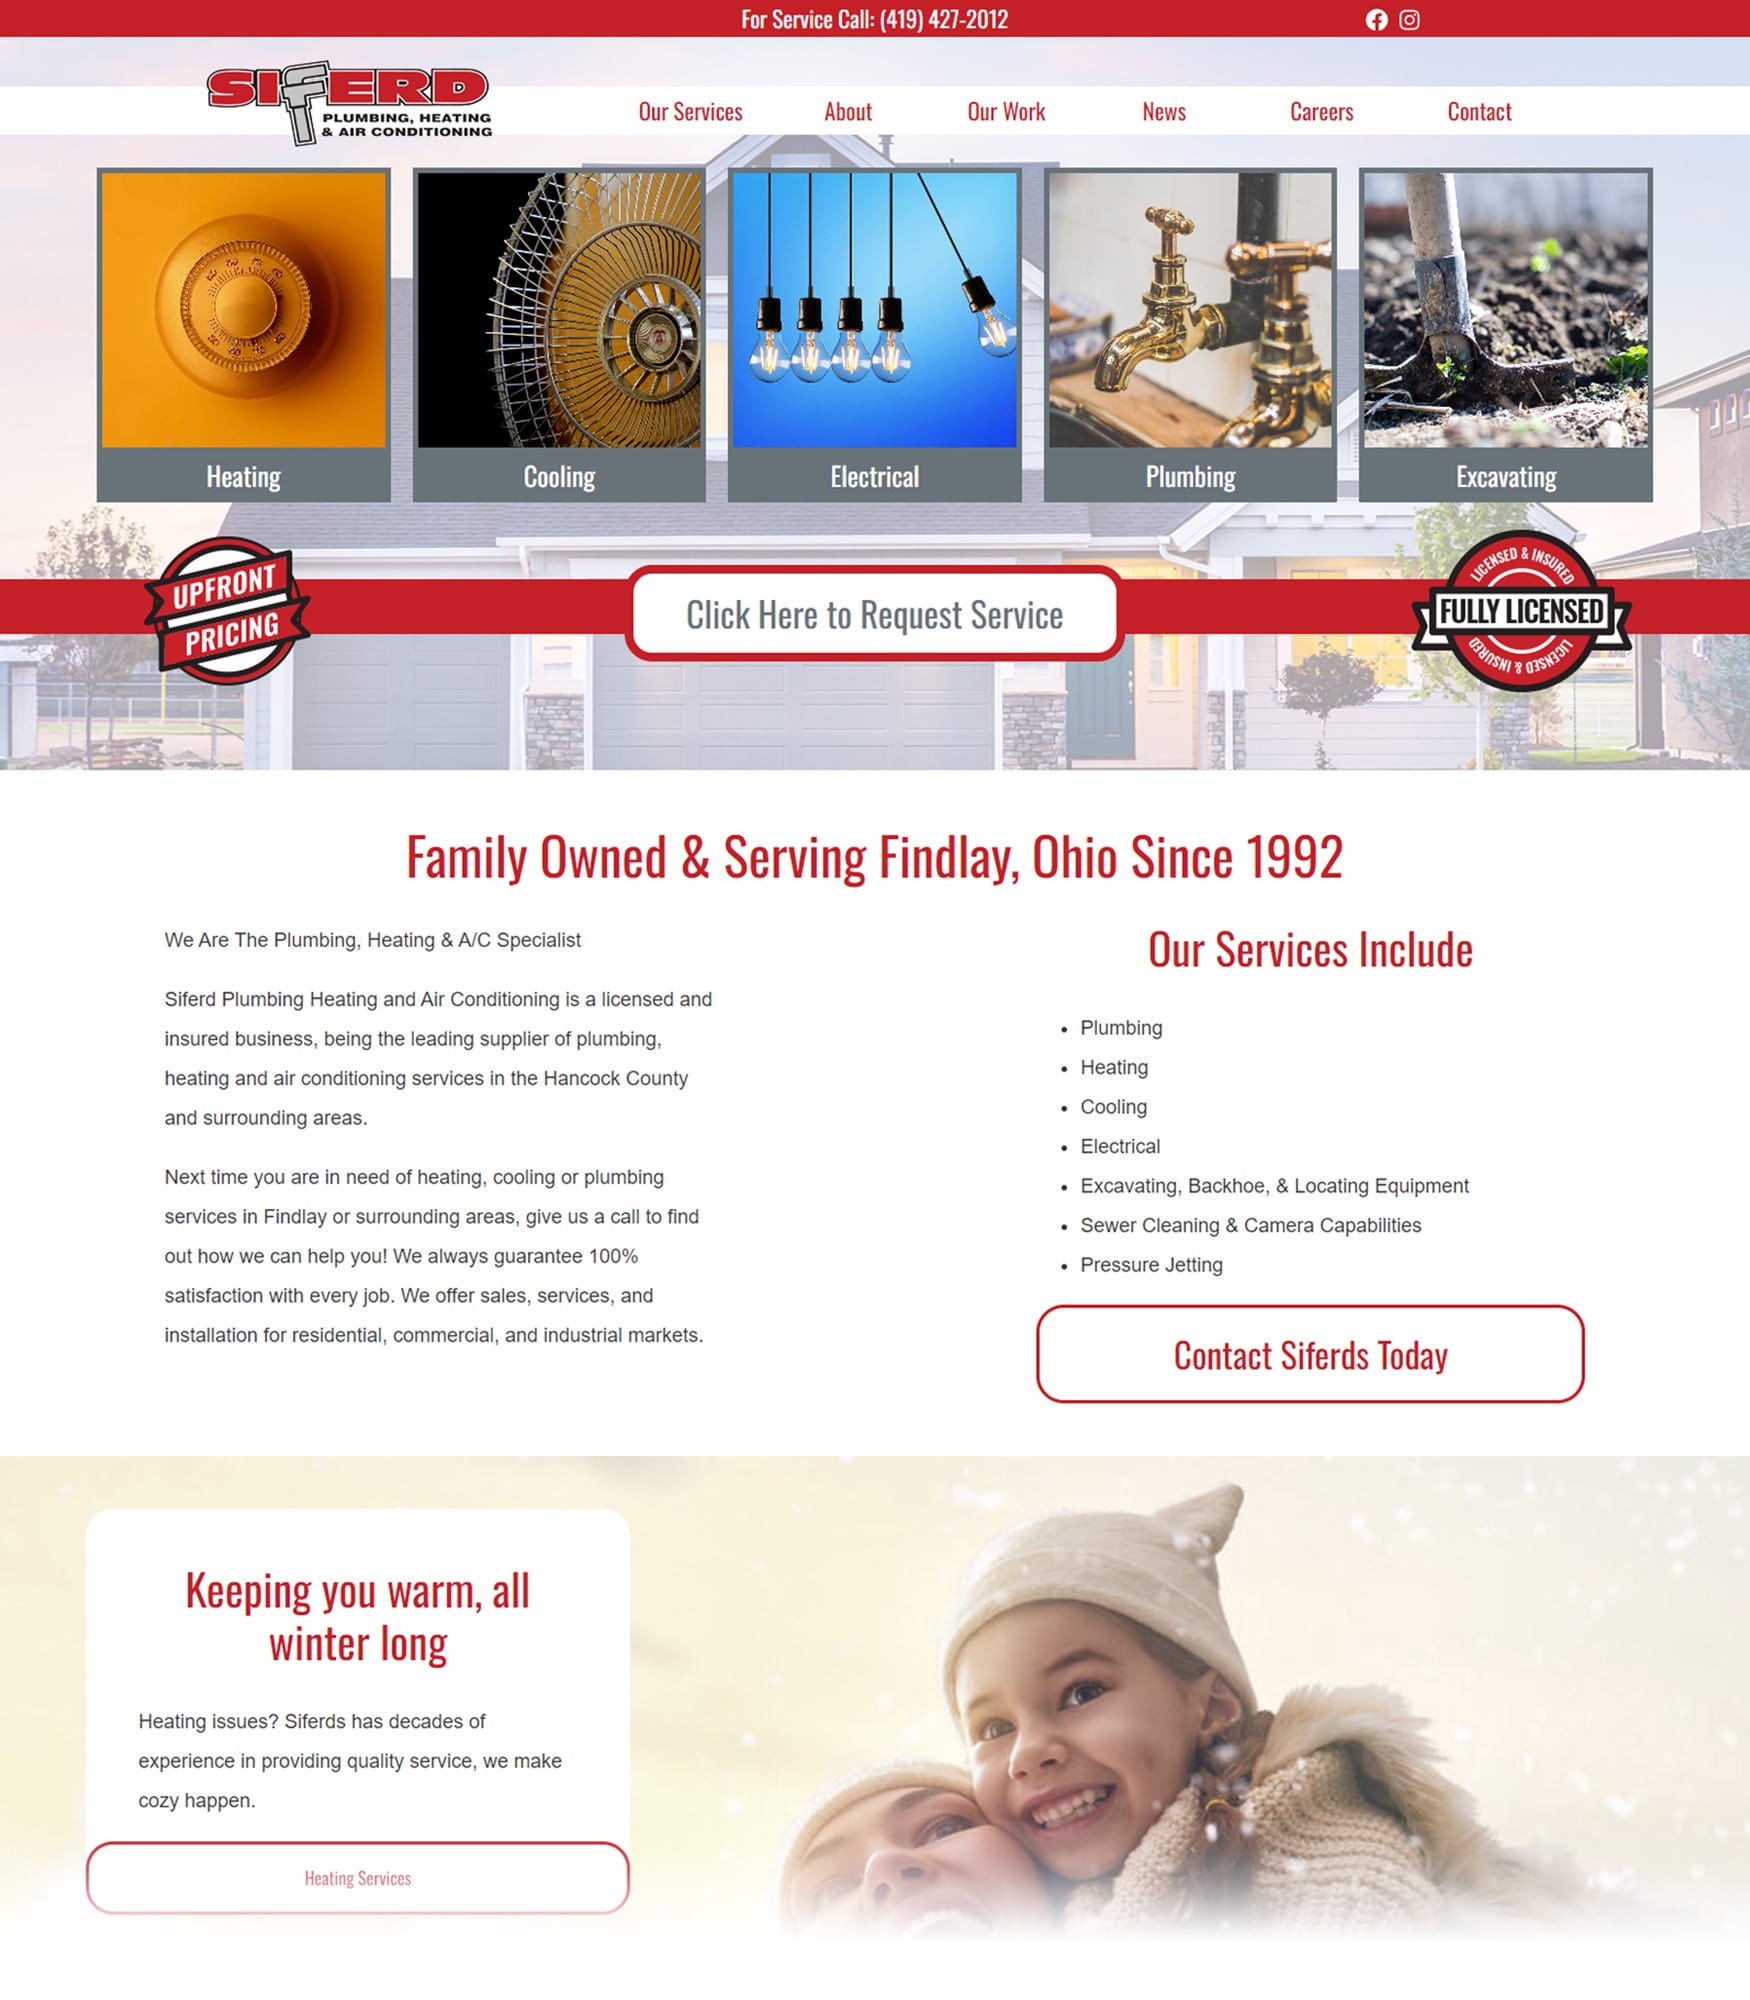 For Service Call: (419) 427-2012
SIFERD
PLUMBING, HEATING
& AIR CONDITIONING
Our Services
About
Our Work
News
Careers
Contact
Heating
Cooling
Electrical
Plumbing
Excavating
UPFRONT
PRICING
Click Here to Request Service
LICENSED & INSURED
FULLY LICENSED
LICENSED & INSURED
Family Owned & Serving Findlay, Ohio Since 1992
We Are The Plumbing, Heating & A/C Specialist
Siferd Plumbing Heating and Air Conditioning is a licensed and
insured business, being the leading supplier of plumbing,
heating and air conditioning services in the Hancock County
and surrounding areas.
Next time you are in need of heating, cooling or plumbing
services in Findlay or surrounding areas, give us a call to find
out how we can help you! We always guarantee 100%
satisfaction with every job. We offer sales, services, and
installation for residential, commercial, and industrial markets.
Our Services Include
• Plumbing
• Heating
• Cooling
• Electrical
• Excavating, Backhoe, & Locating Equipment
• Sewer Cleaning & Camera Capabilities
• Pressure Jetting
Contact Siferds Today
Keeping you warm, all
winter long
Heating issues? Siferds has decades of
experience in providing quality service, we make
cozy happen.
Heating Services